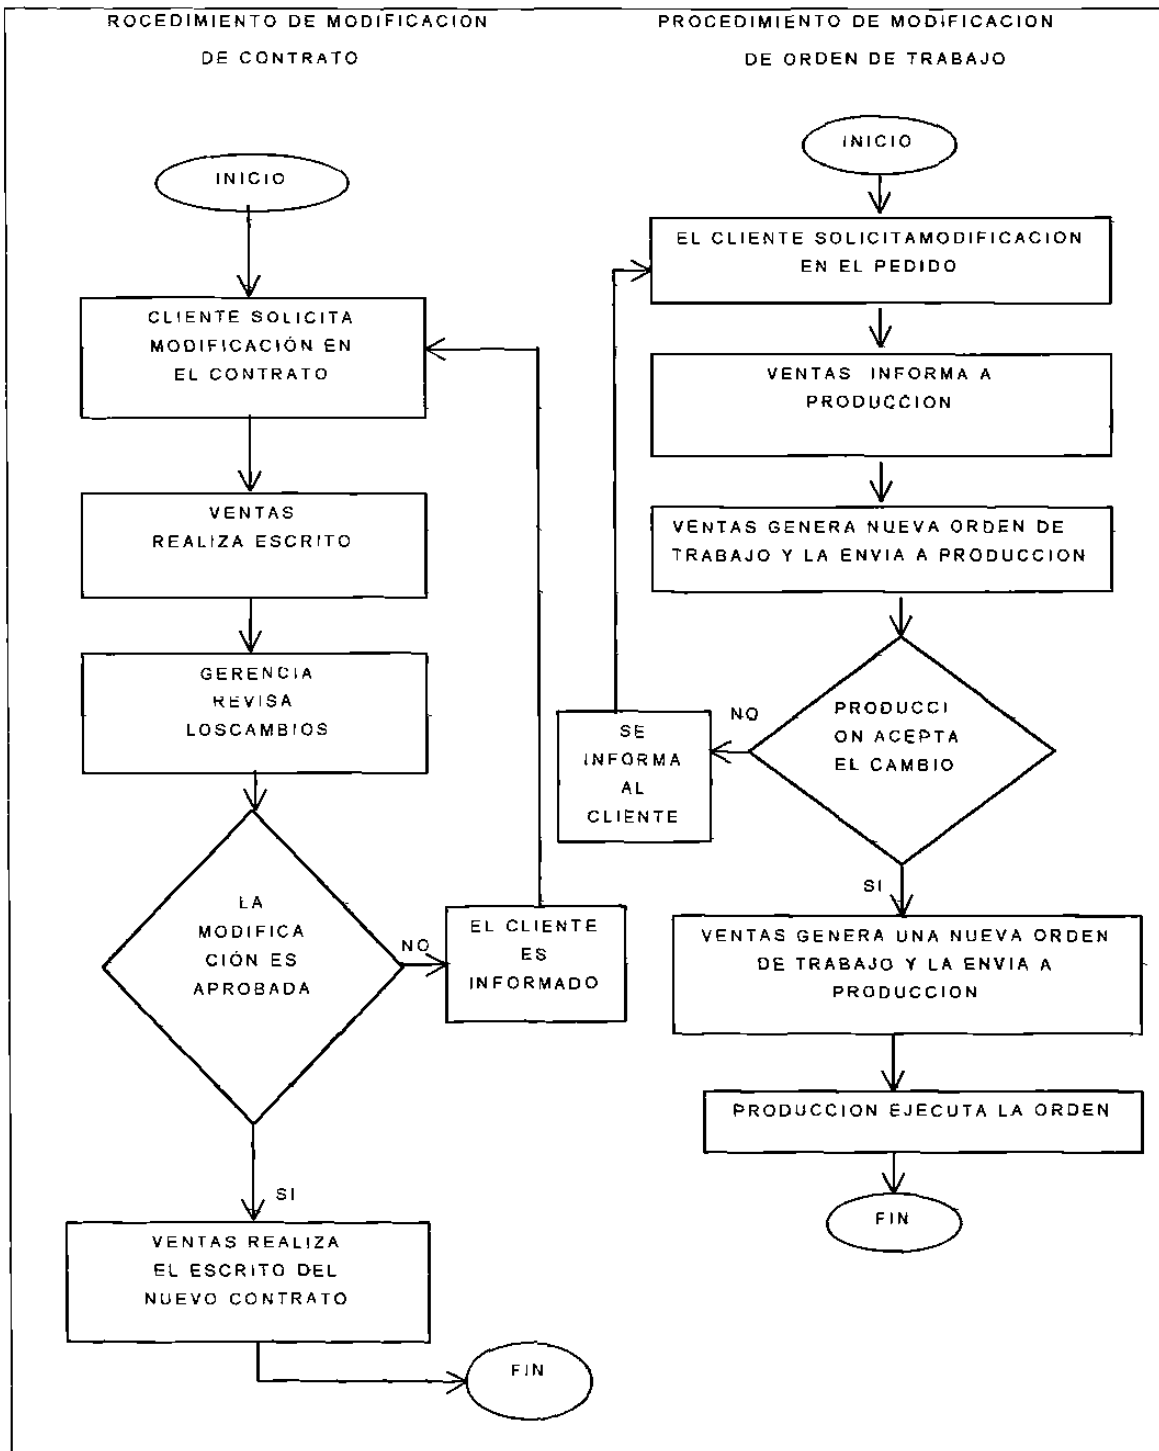 ROCEDIMIENTO DE MODIFICACION
DE CONTRATO
INICIO
CLIENTE SOLICITA
MODIFICACIÓN EN
EL CONTRATO
VENTAS
REALIZA ESCRITO
GERENCIA
REVISA
LOSCAMBIOS
LA
MODIFICA
CIÓN ES
APROBADA
NO
EL CLIENTE
ES
INFORMADO
SI
VENTAS REALIZA
EL ESCRITO DEL
NUEVO CONTRATO
FIN
PROCEDIMIENTO DE MODIFICACION
DE ORDEN DE TRABAJO
INICIO
EL CLIENTE SOLICITAMODIFICACION
EN EL PEDIDO
VENTAS INFORMA A
PRODUCCION
VENTAS GENERA NUEVA ORDEN DE
TRABAJO Y LA ENVIA A PRODUCCION
PRODUCCI
ON ACEPTA
EL CAMBIO
NO
SE
INFORMA
AL
CLIENTE
SI
VENTAS GENERA UNA NUEVA ORDEN
DE TRABAJO Y LA ENVIA A
PRODUCCION
PRODUCCION EJECUTA LA ORDEN
FIN